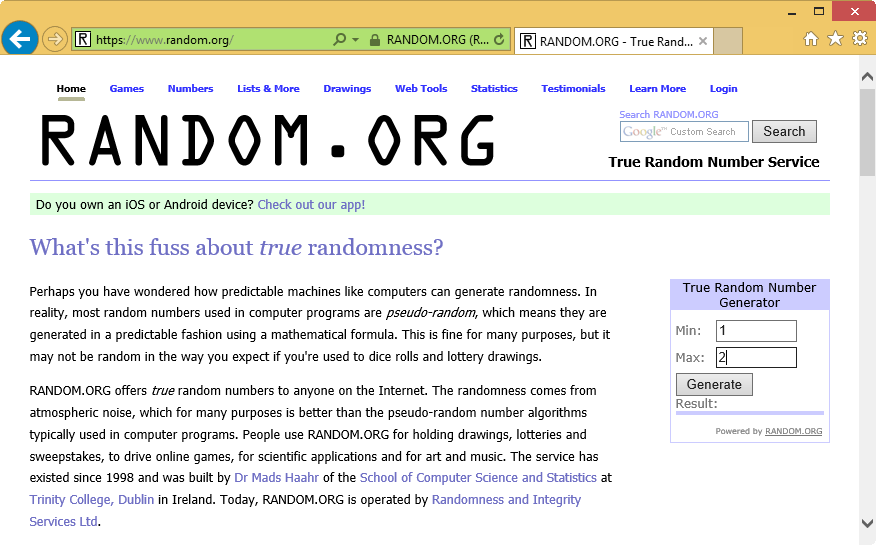 https://www.random.org/
RANDOM.ORG (R...
RANDOM.ORG - True Rand...
Home Games Numbers Lists & More Drawings Web Tools Statistics Testimonials Learn More Login
RANDOM.ORG
Search RANDOM.ORG
Google™ Custom Search Search
True Random Number Service
Do you own an iOS or Android device? Check out our app!
What's this fuss about true randomness?
Perhaps you have wondered how predictable machines like computers can generate randomness. In
reality, most random numbers used in computer programs are pseudo-random, which means they are
generated in a predictable fashion using a mathematical formula. This is fine for many purposes, but it
may not be random in the way you expect if you're used to dice rolls and lottery drawings.
RANDOM.ORG offers true random numbers to anyone on the Internet. The randomness comes from
atmospheric noise, which for many purposes is better than the pseudo-random number algorithms
typically used in computer programs. People use RANDOM.ORG for holding drawings, lotteries and
sweepstakes, to drive online games, for scientific applications and for art and music. The service has
existed since 1998 and was built by Dr Mads Haahr of the School of Computer Science and Statistics at
Trinity College, Dublin in Ireland. Today, RANDOM.ORG is operated by Randomness and Integrity
Services Ltd.
True Random Number
Generator
Min: 1
Max: 2
Generate
Result:
Powered by RANDOM.ORG